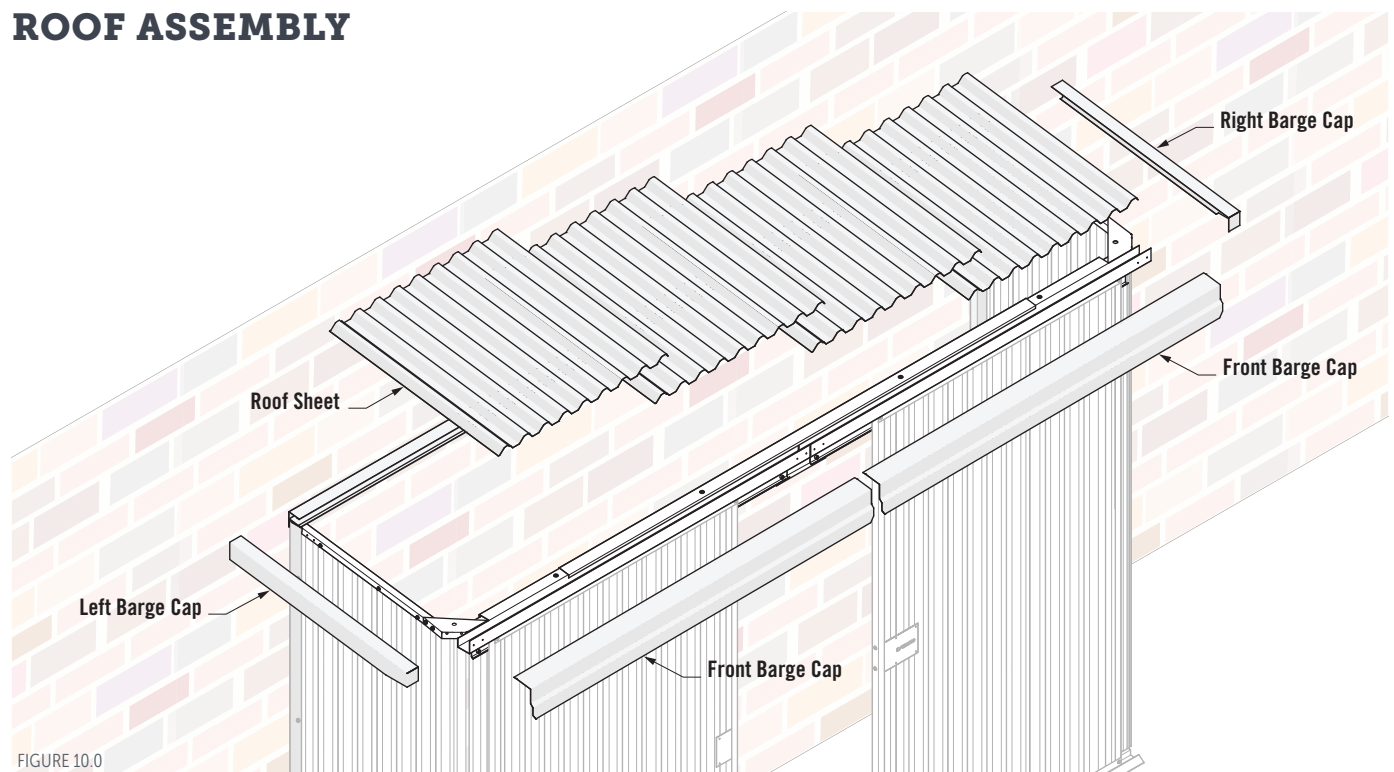 ROOF ASSEMBLY
Right Barge Cap
Front Barge Cap
Roof Sheet
Left Barge Cap
Front Barge Cap
FIGURE 10.0